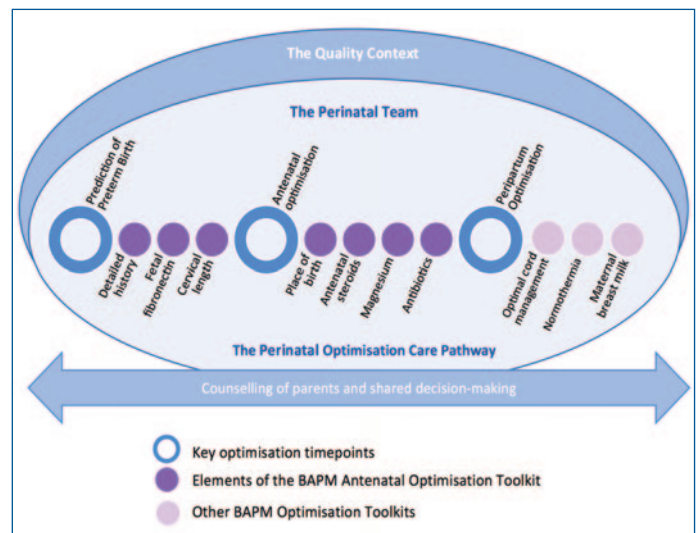 The Quality Context
The Perinatal Team
Prediction of
Preterm Birth
Detailed
history
Fetal
fibronectin
Cervical
length
Antenatal
optimisation
Place of
birth
Antenatal
steroids
Magnesium
Antibiotics
Peripartum
Optimisation
Optimal cord
management
Normothermia
Maternal
breast milk
The Perinatal Optimisation Care Pathway
Counselling of parents and shared decision-making
Key optimisation timepoints
Elements of the BAPM Antenatal Optimisation Toolkit
Other BAPM Optimisation Toolkits